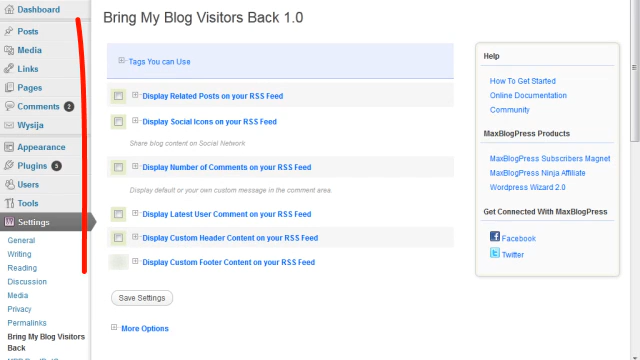 Dashboard
Posts
Media
Links
Pages
Comments 2
Wysija
Appearance
Plugins 5
Users
Tools
Settings
General
Writing
Reading
Discussion
Media
Privacy
Permalinks
Bring My Blog Visitors
Back
Bring My Blog Visitors Back 1.0
Tags You can Use
Display Related Posts on your RSS Feed
Display Social Icons on your RSS Feed
Share blog content on Social Network
Display Number of Comments on your RSS Feed
Display default or your own custom message in the comment area.
Display Latest User Comment on your RSS Feed
Display Custom Header Content on your RSS Feed
Display Custom Footer Content on your RSS Feed
Save Settings
More Options
Help
How To Get Started
Online Documentation
Community
MaxBlogPress Products
MaxBlogPress Subscribers Magnet
MaxBlogPress Ninja Affiliate
Wordpress Wizard 2.0
Get Connected With MaxBlogPress
Facebook
Twitter